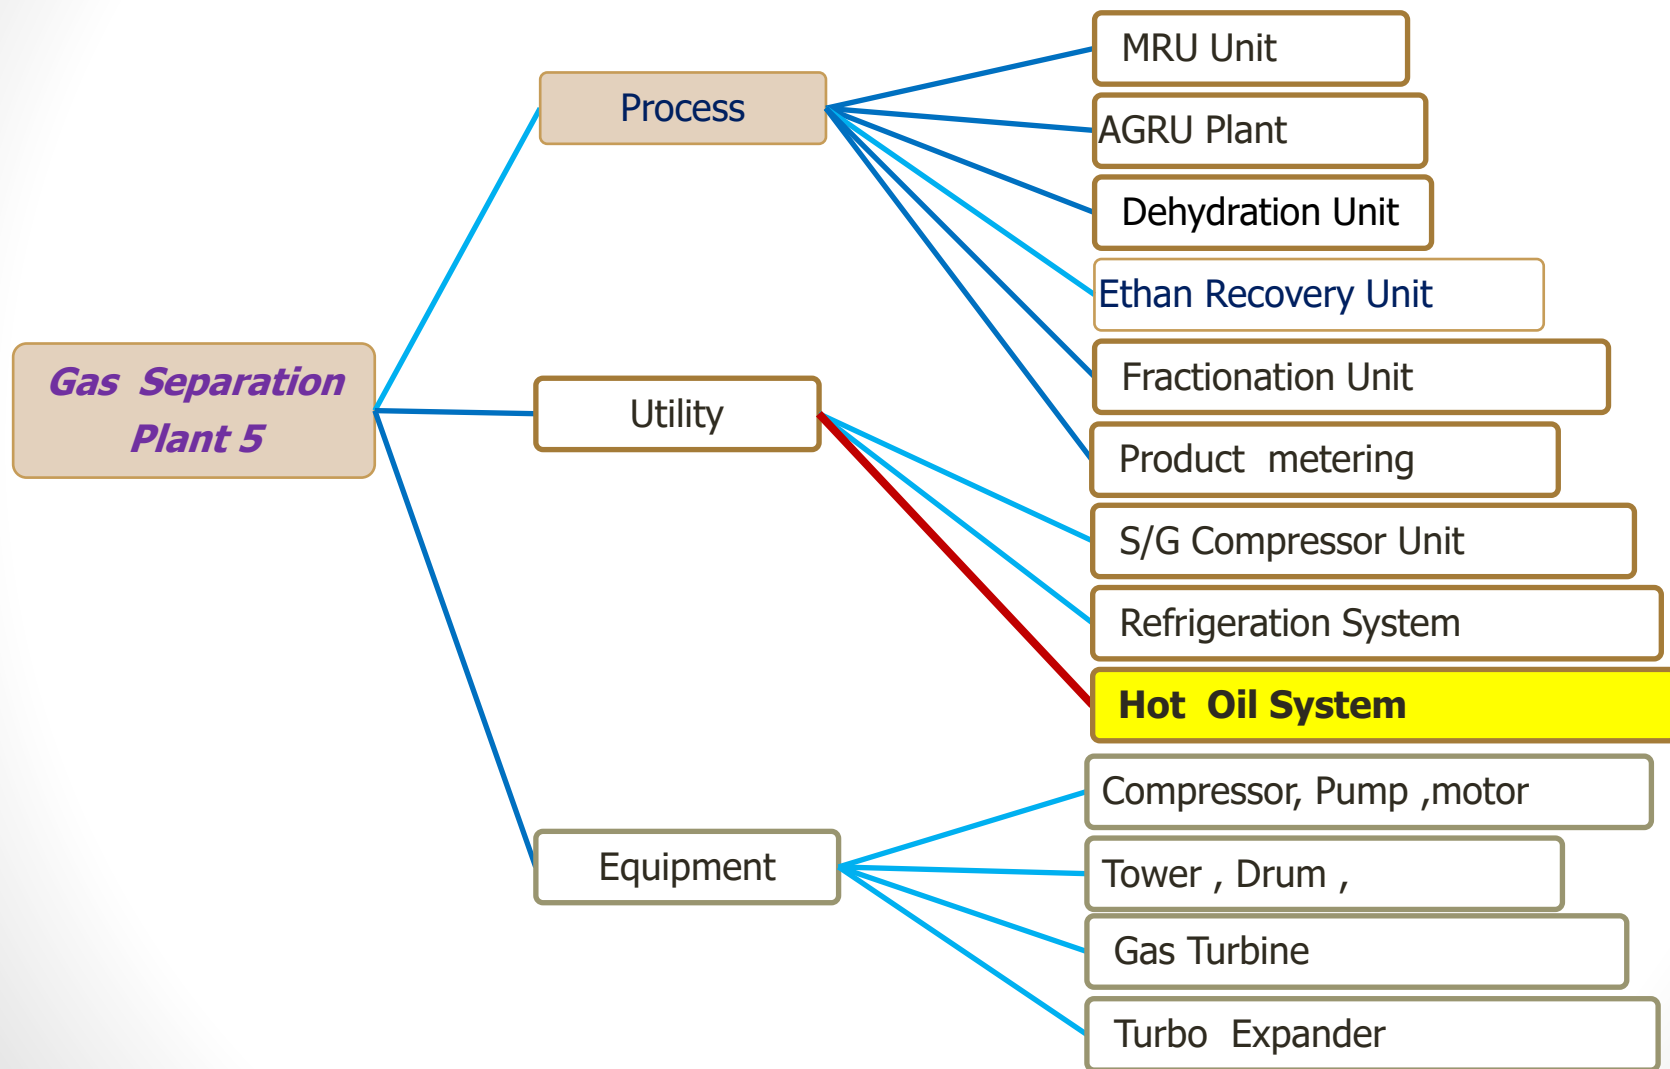 Gas Separation
Plant 5
Process
Utility
Equipment
MRU Unit
AGRU Plant
Dehydration Unit
Ethan Recovery Unit
Fractionation Unit
Product metering
S/G Compressor Unit
Refrigeration System
Hot Oil System
Compressor, Pump ,motor
Tower , Drum ,
Gas Turbine
Turbo Expander